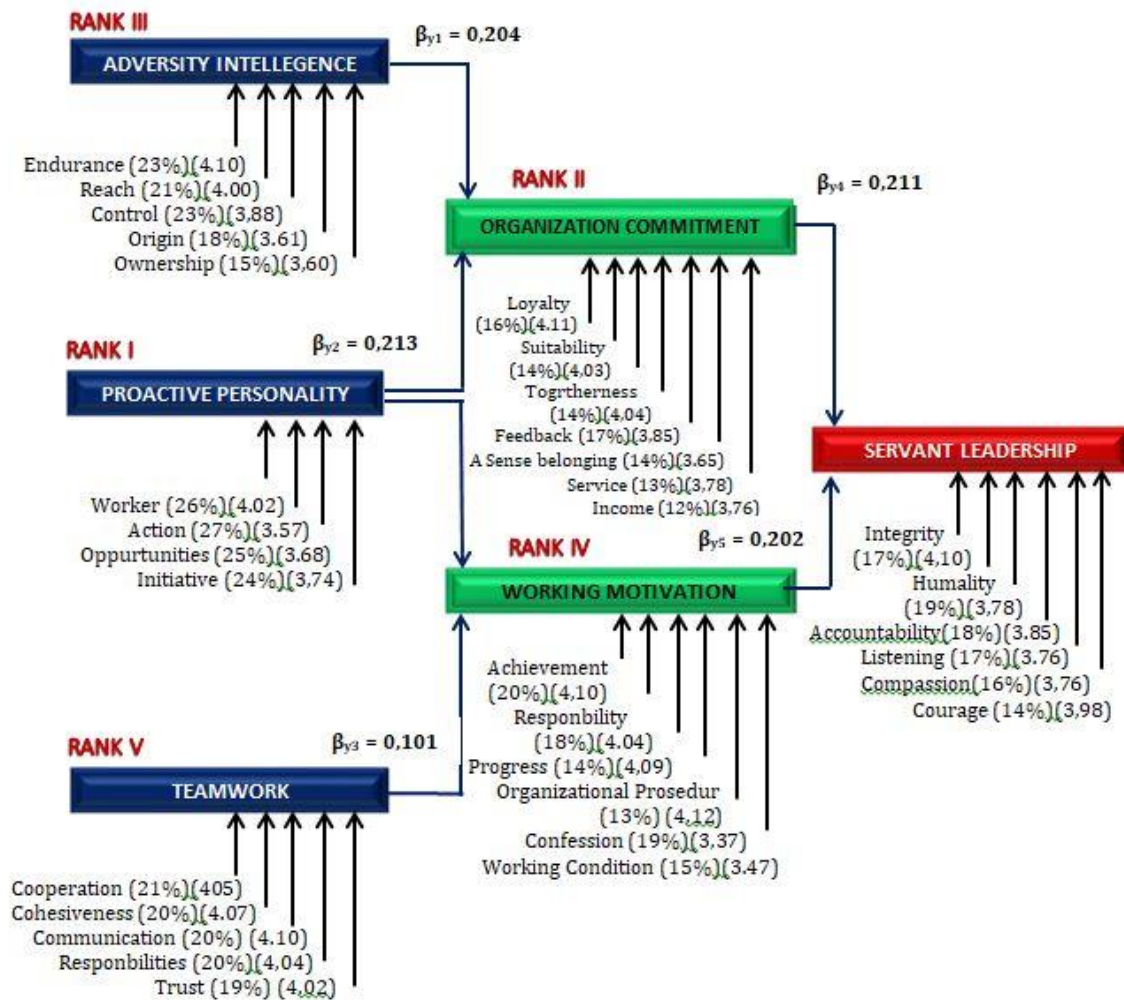 RANK III
βy1 = 0,204
ADVERSITY INTELLEGENCE
Endurance (23%)(4.10)
Reach (21%)(4.00)
Control (23%)(3,88)
Origin (18%)(3.61)
Ownership (15%)(3,60)
RANK II
βy4 = 0,211
ORGANIZATION COMMITMENT
Loyalty
(16%)(4.11)
Suitability
(14%)(4,03)
Togrtherness
(14%)(4,04)
Feedback (17%)(3,85)
A Sense belonging (14%)(3.65)
Service (13%)(3,78)
Income (12%)(3,76)
RANK I
βy2 = 0,213
PROACTIVE PERSONALITY
Worker (26%)(4.02)
Action (27%)(3.57)
Oppurtunities (25%)(3.68)
Initiative (24%)(3,74)
SERVANT LEADERSHIP
Integrity
(17%)(4,10)
Humality
(19%)(3,78)
Accountability(18%)(3.85)
Listening (17%)(3.76)
Compassion(16%)(3,76)
Courage (14%)(3,98)
RANK IV
βy5 = 0,202
WORKING MOTIVATION
Achievement
(20%)(4,10)
Responbility
(18%)(4.04)
Progress (14%)(4,09)
Organizational Prosedur
(13%) (4,12)
Confession (19%)(3,37)
Working Condition (15%)(3.47)
RANK V
βy3 = 0,101
TEAMWORK
Cooperation (21%)(405)
Cohesiveness (20%)(4.07)
Communication (20%) (4.10)
Responbilities (20%)(4,04)
Trust (19%) (4,02)